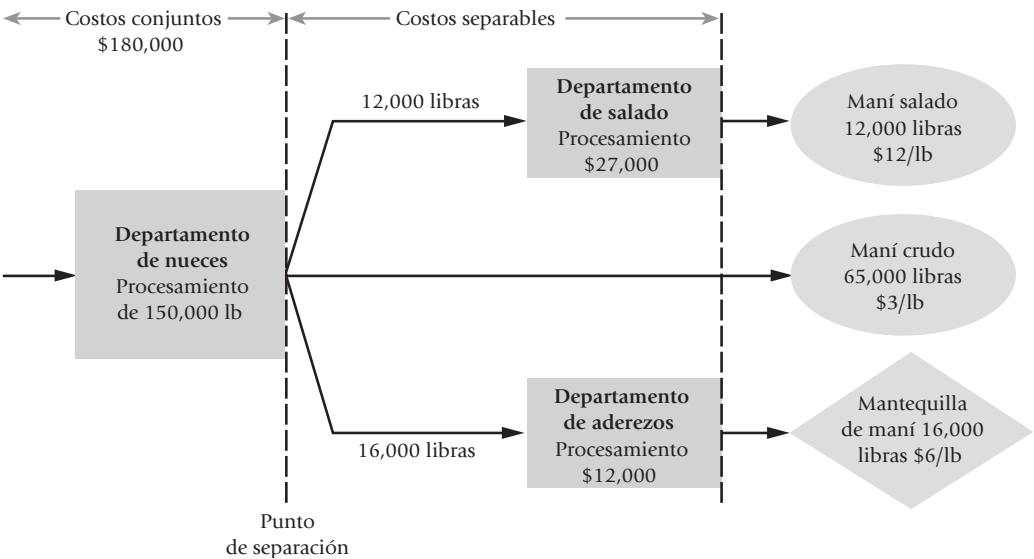 Costos conjuntos
$180,000
Costos separables
12,000 libras
Departamento
de salado
Procesamiento
$27,000
Maní salado
12,000 libras
$12/lb
Departamento
de nueces
Procesamiento
de 150,000 lb
Maní crudo
65,000 libras
$3/lb
16,000 libras
Departamento
de aderezos
Procesamiento
$12,000
Mantequilla
de maní 16,000
libras $6/lb
Punto
de separación